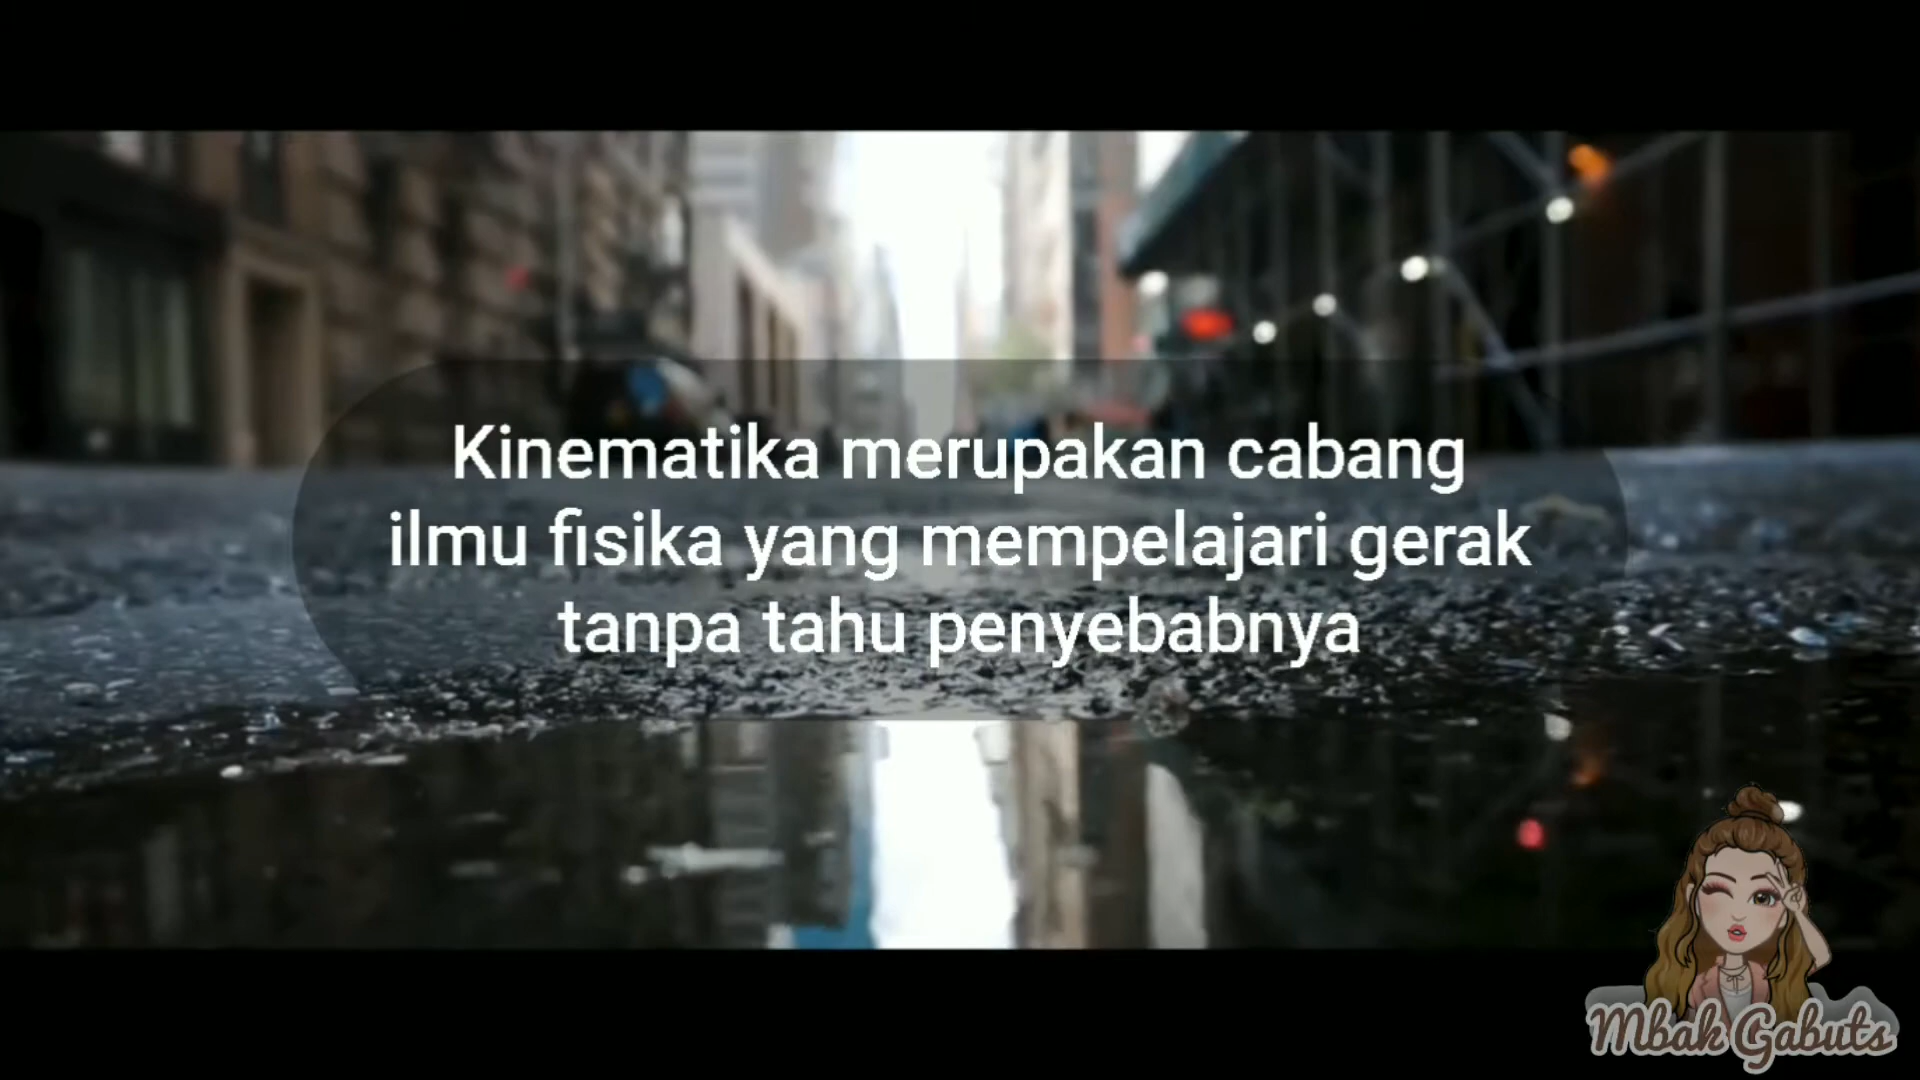 Kinematika merupakan cabang
ilmu fisika yang mempelajari gerak
tanpa tahu penyebabnya
Mbak Gabuts